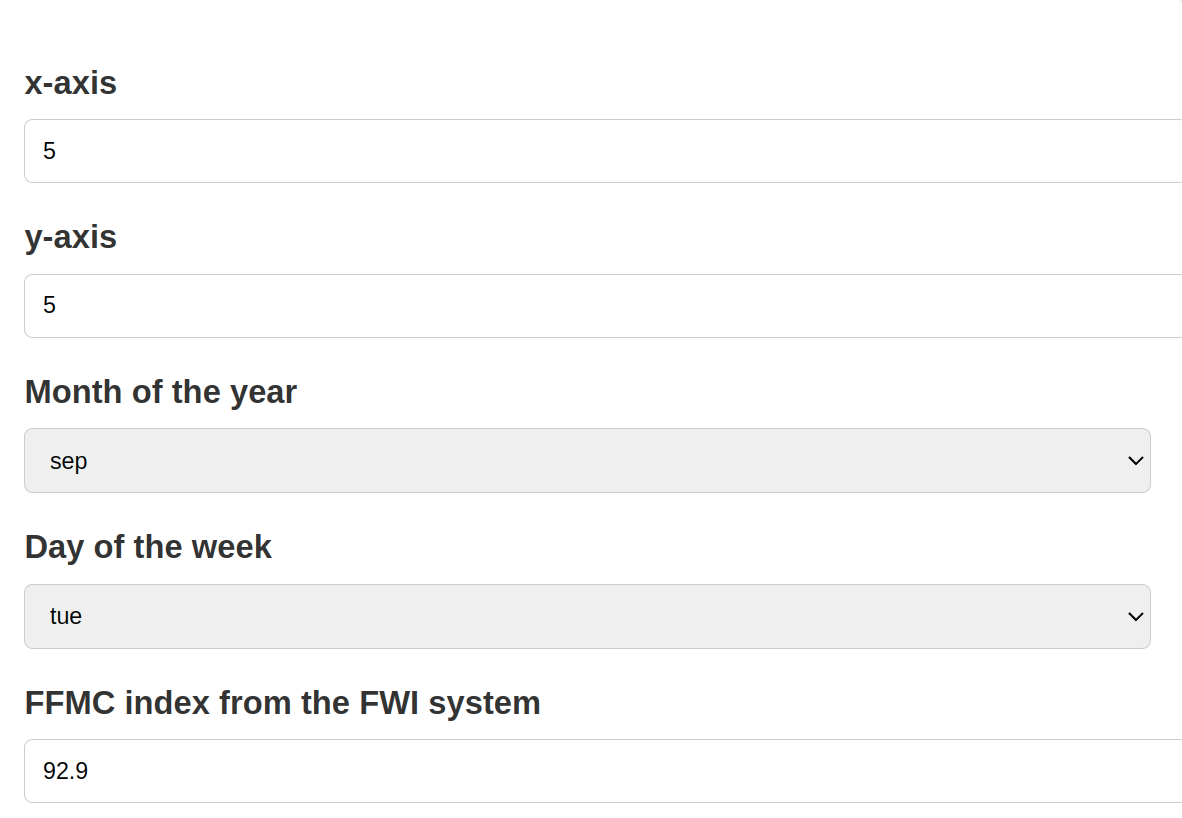 x-axis
5
y-axis
5
Month of the year
sep
Day of the week
tue
FFMC index from the FWI system
92.9